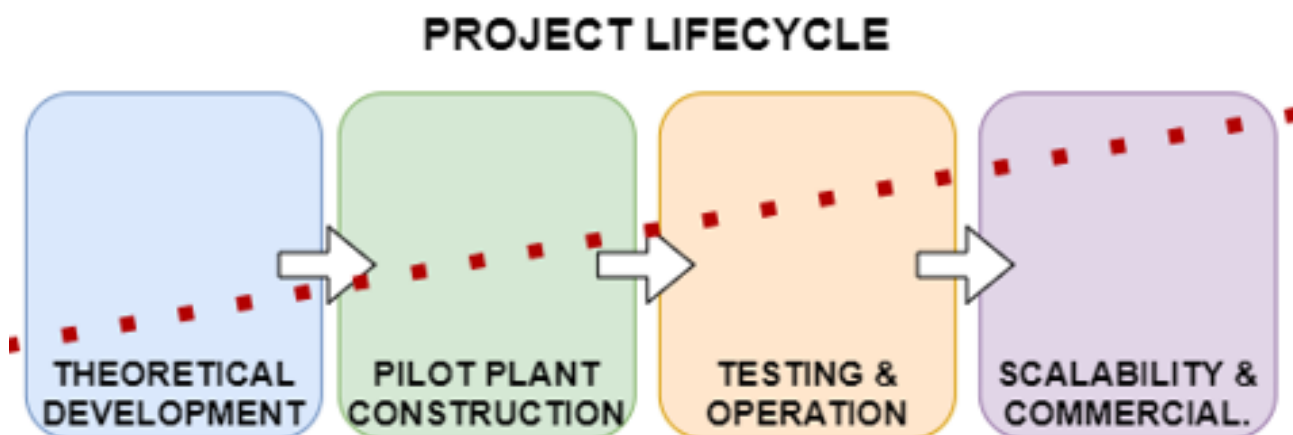 PROJECT LIFECYCLE
THEORETICAL
DEVELOPMENT
PILOT PLANT
CONSTRUCTION
TESTING &
OPERATION
SCALABILITY &
COMMERCIAL.